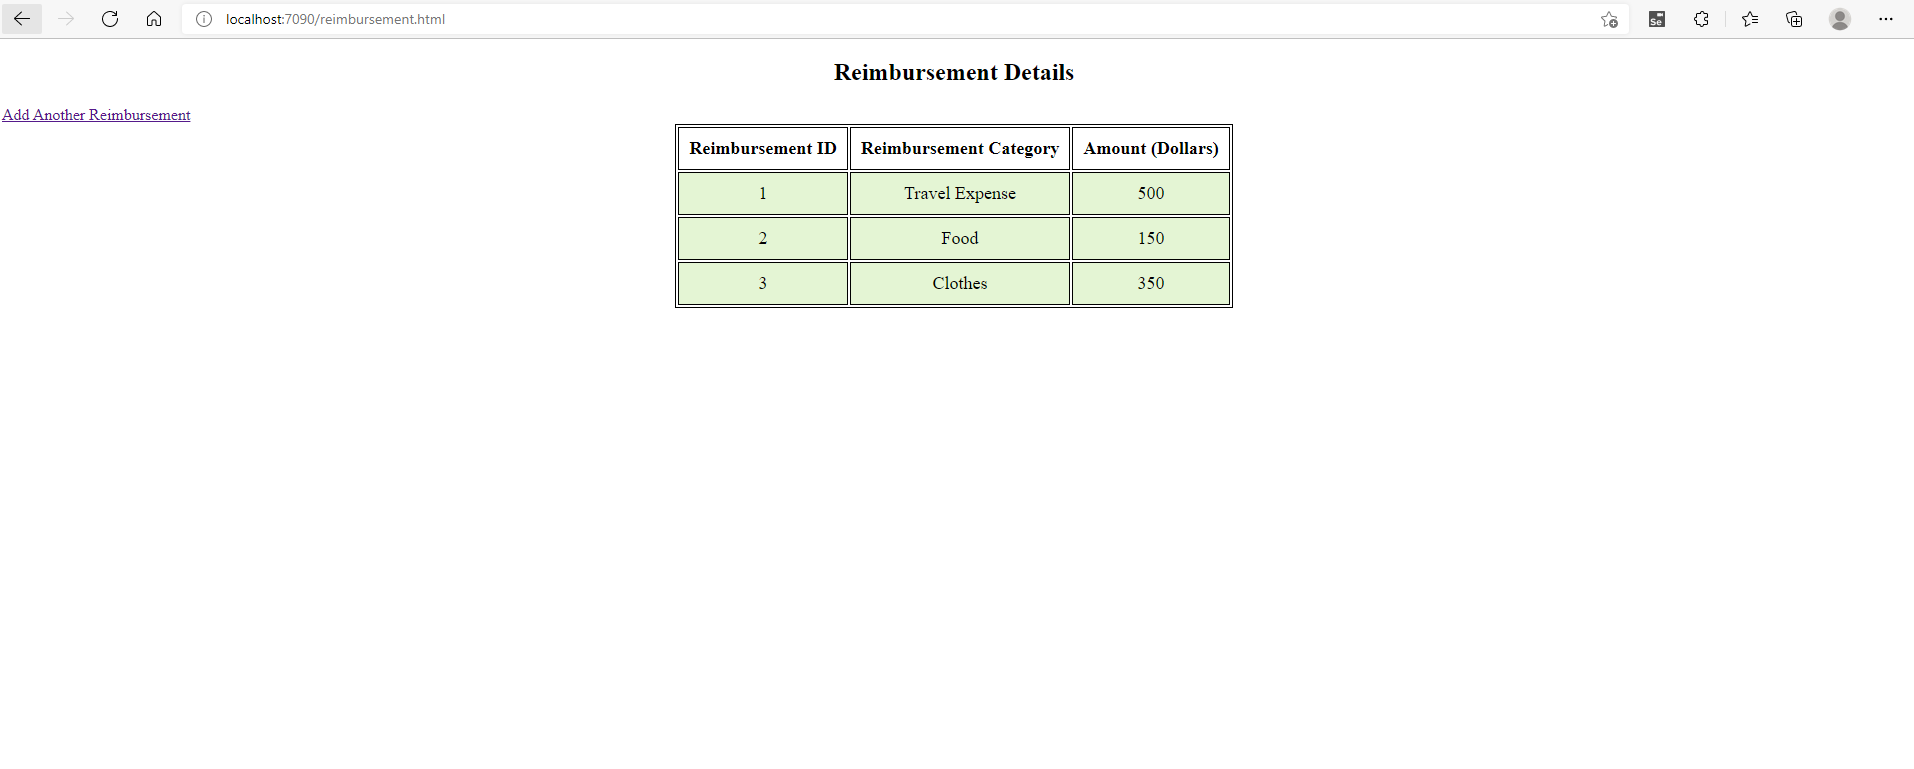 localhost:7090/reimbursement.html
Se
Reimbursement Details
Add Another Reimbursement
Reimbursement ID Reimbursement Category Amount (Dollars)
1 Travel Expense 500
2 Food 150
3 Clothes 350